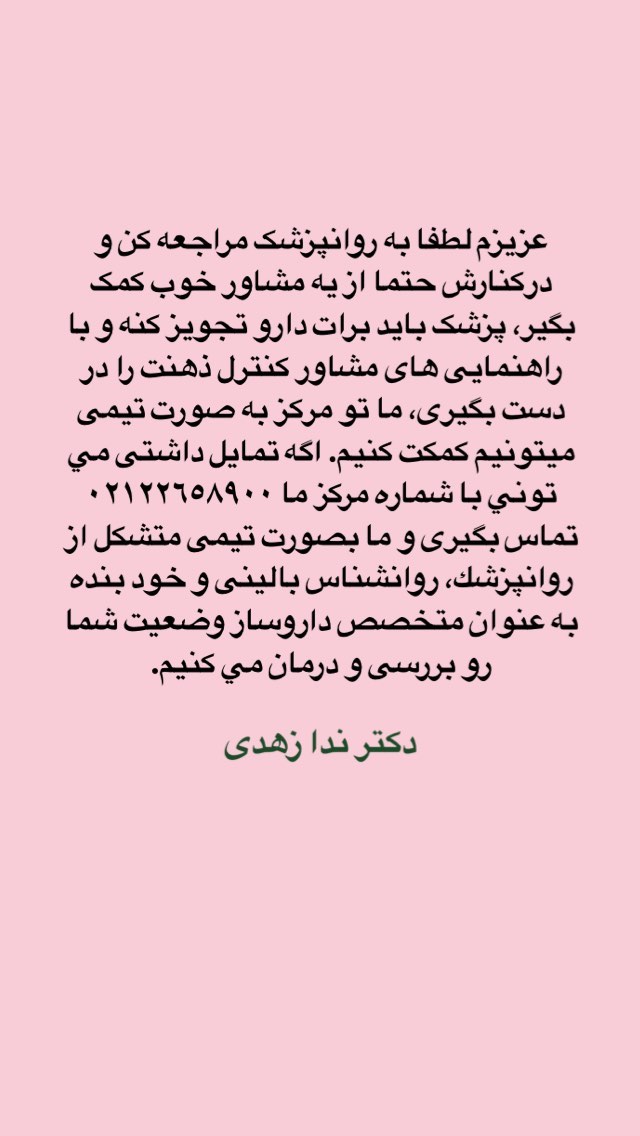 عزیزم لطفا به روانپزشک مراجعه کن و
درکنارش حتما از یه مشاور خوب کمک
بگیر، پزشک باید برات دارو تجویز کنه و با
راهنمایی های مشاور کنترل ذهنت را در
دست بگیری، ما تو مرکز به صورت تیمی
میتونیم کمکت کنیم. اگه تمایل داشتی مي
توني با شماره مرکز ما ٠٢١٢٢٦٥٨٩٠٠
تماس بگیری و ما بصورت تیمی متشکل از
روانپزشك، روانشناس بالینی و خود بنده
به عنوان متخصص داروساز وضعیت شما
رو بررسی و درمان مي کنیم.
دکتر ندا زهدی